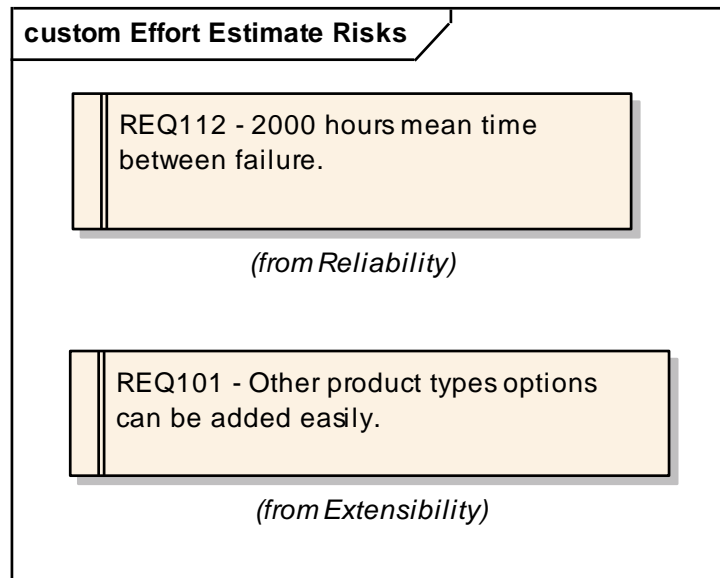 custom Effort Estimate Risks
REQ112 - 2000 hours mean time
between failure.
(from Reliability)
REQ101 - Other product types options
can be added easily.
(from Extensibility)